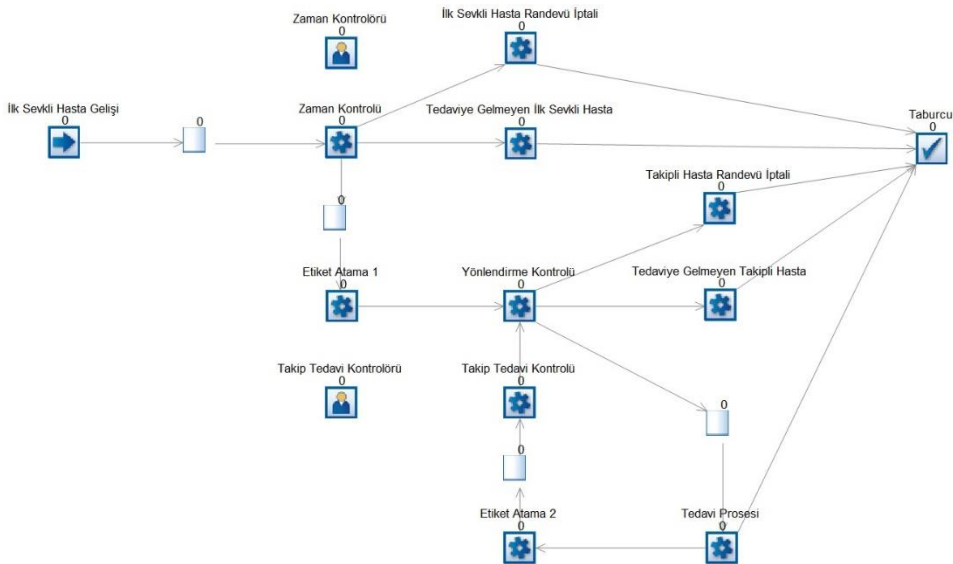 İlk Sevkli Hasta Randevü İptali
0
Zaman Kontrolörü
0
İlk Sevkli Hasta Gelişi
0
0
Zaman Kontrolü
0
Tedaviye Gelmeyen İlk Sevkli Hasta
0
Taburcu
0
Takipli Hasta Randevü İptali
0
0
Etiket Atama 1
0
Yönlendirme Kontrolü
0
Tedaviye Gelmeyen Takipli Hasta
0
Takip Tedavi Kontrolörü
0
Takip Tedavi Kontrolü
0
0
0
Etiket Atama 2
0
Tedavi Prosesi
0